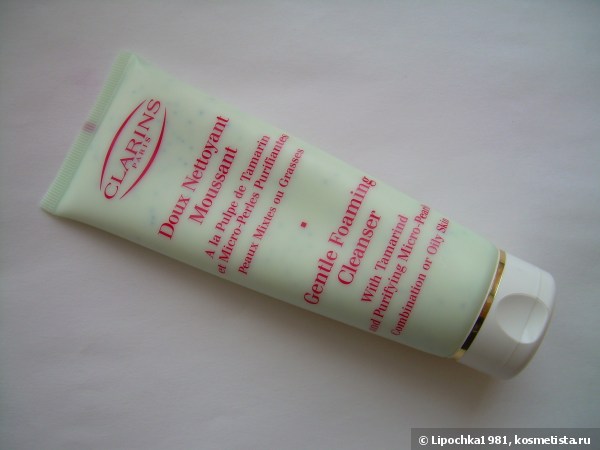 CLARINS
PARIS
Doux Nettoyant
Moussant
A la Pulpe de Tamarin
et Micro-Perles Purifiantes
Peaux Mixtes ou Grasses
Gentle Foaming
Cleanser
With Tamarind
and Purifying Micro-Pearl
Combination or Oily Skin
© Lipochka1981, kosmetista.ru